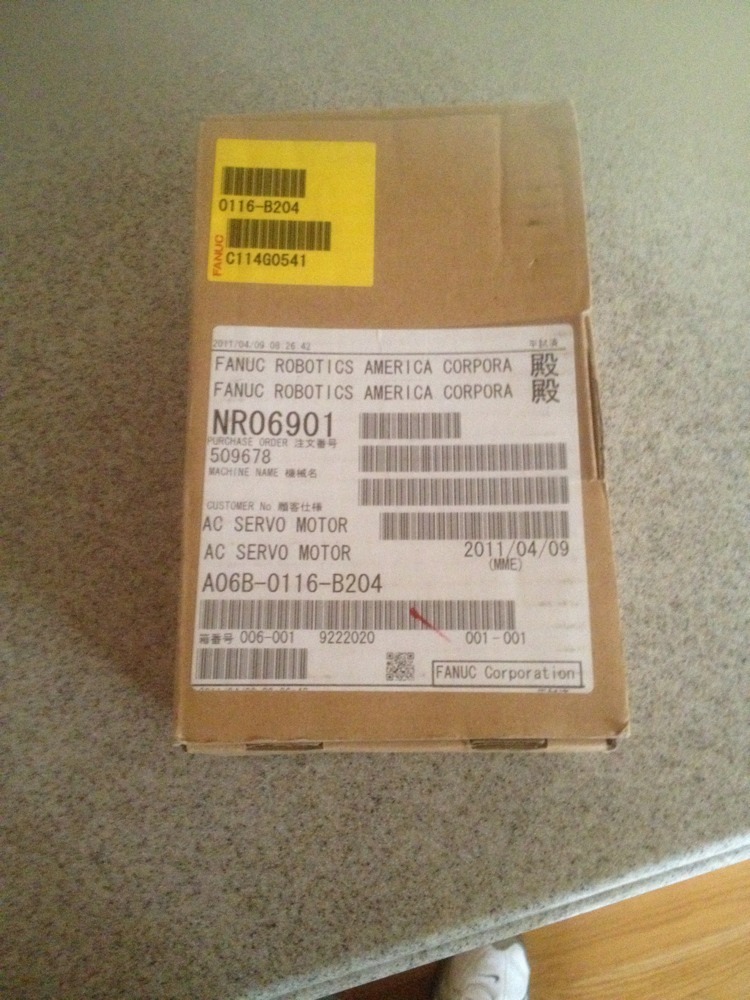 0116-B204
FANUC
C114G0541
2011/04/09 08 26.42
FANUC ROBOTICS AMERICA CORPORA 殿
FANUC ROBOTICS AMERICA CORPORA 殿
NR06901
PURCHASE ORDER 注文番号
509678
MACHINE NAME 機械名
CUSTOMER No 顧客仕様
AC SERVO MOTOR
AC SERVO MOTOR 2011/04/09
(MME)
A06B-0116-B204
箱番号 006-001 9222020 001-001
FANUC Corporation